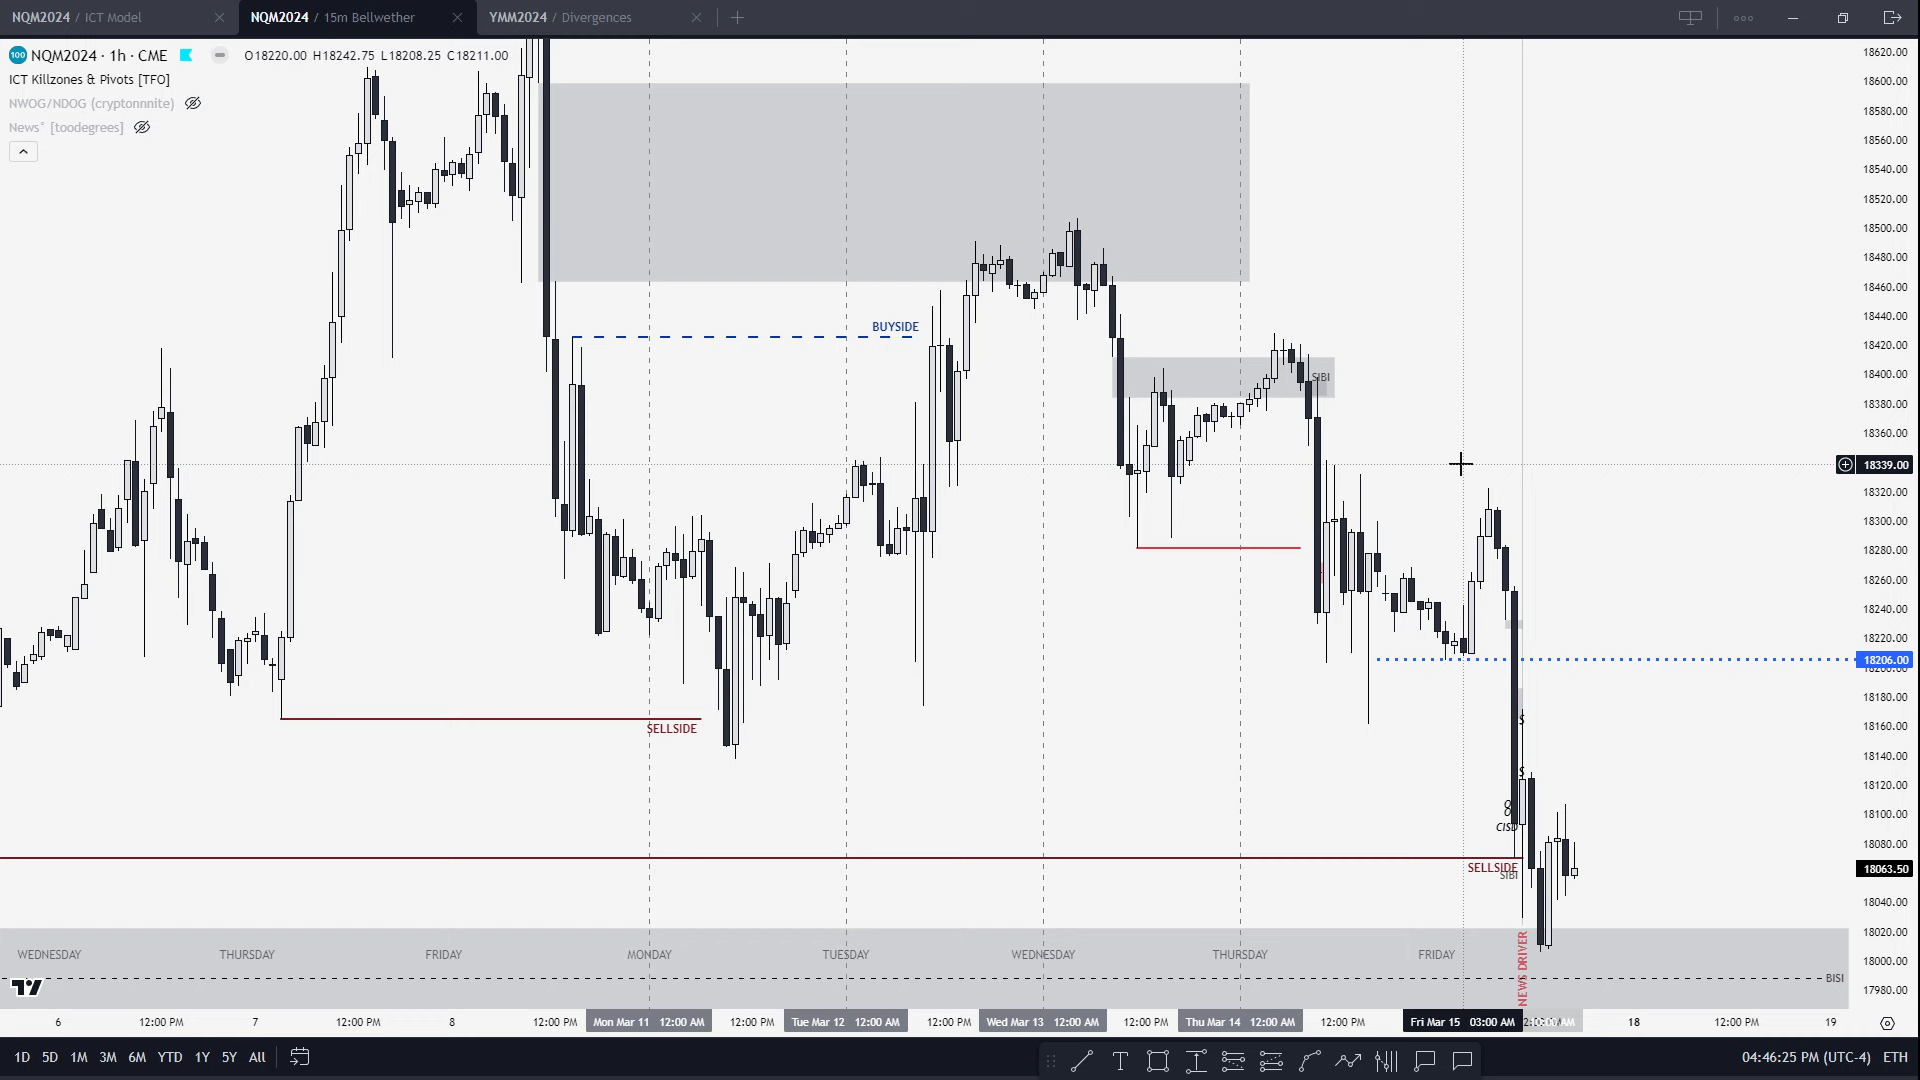 NQM2024 / ICT Model
NQM2024 / 15m Bellwether
YMM2024 / Divergences
100 NQM2024 · 1h · CME O18220.00 H18242.75 L18208.25 C18211.00
ICT Killzones & Pivots [TFO]
NWOG/NDOG (cryptonnnite)
News° [toodegrees]
18620.00
18600.00
18580.00
18560.00
18540.00
18520.00
18500.00
18480.00
18460.00
18440.00
18420.00
18400.00
18380.00
18360.00
18339.00
18320.00
18300.00
18280.00
18260.00
18240.00
18220.00
18206.00
18200.00
18180.00
18160.00
18140.00
18120.00
18100.00
18080.00
18063.50
18040.00
18020.00
18000.00
17980.00
BUYSIDE
SIBI
SELLSIDE
S
S
O
O
CISD
SELLSIDE
SIBI
NEWS DRIVER
WEDNESDAY THURSDAY FRIDAY MONDAY TUESDAY WEDNESDAY THURSDAY FRIDAY
BISI
6 12:00 PM 7 12:00 PM 8 12:00 PM Mon Mar 11 12:00 AM 12:00 PM Tue Mar 12 12:00 AM 12:00 PM Wed Mar 13 12:00 AM 12:00 PM Thu Mar 14 12:00 AM 12:00 PM Fri Mar 15 03:00 AM 18 12:00 PM 19
1D 5D 1M 3M 6M YTD 1Y 5Y All
04:46:25 PM (UTC-4) ETH